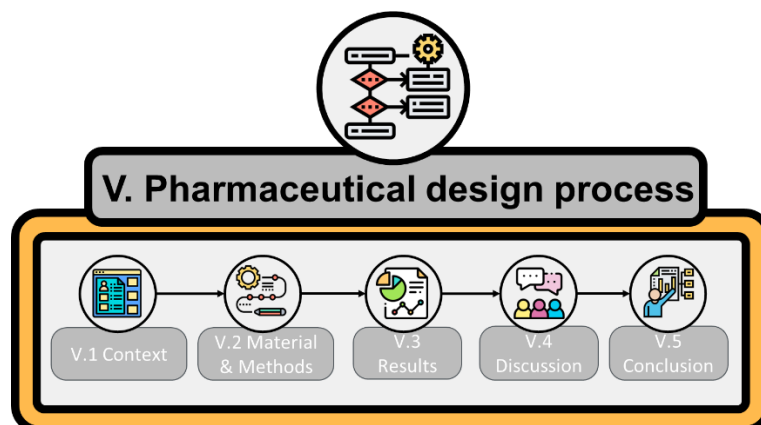 V. Pharmaceutical design process
V.1 Context
V.2 Material
& Methods
V.3
Results
V.4
Discussion
V.5
Conclusion